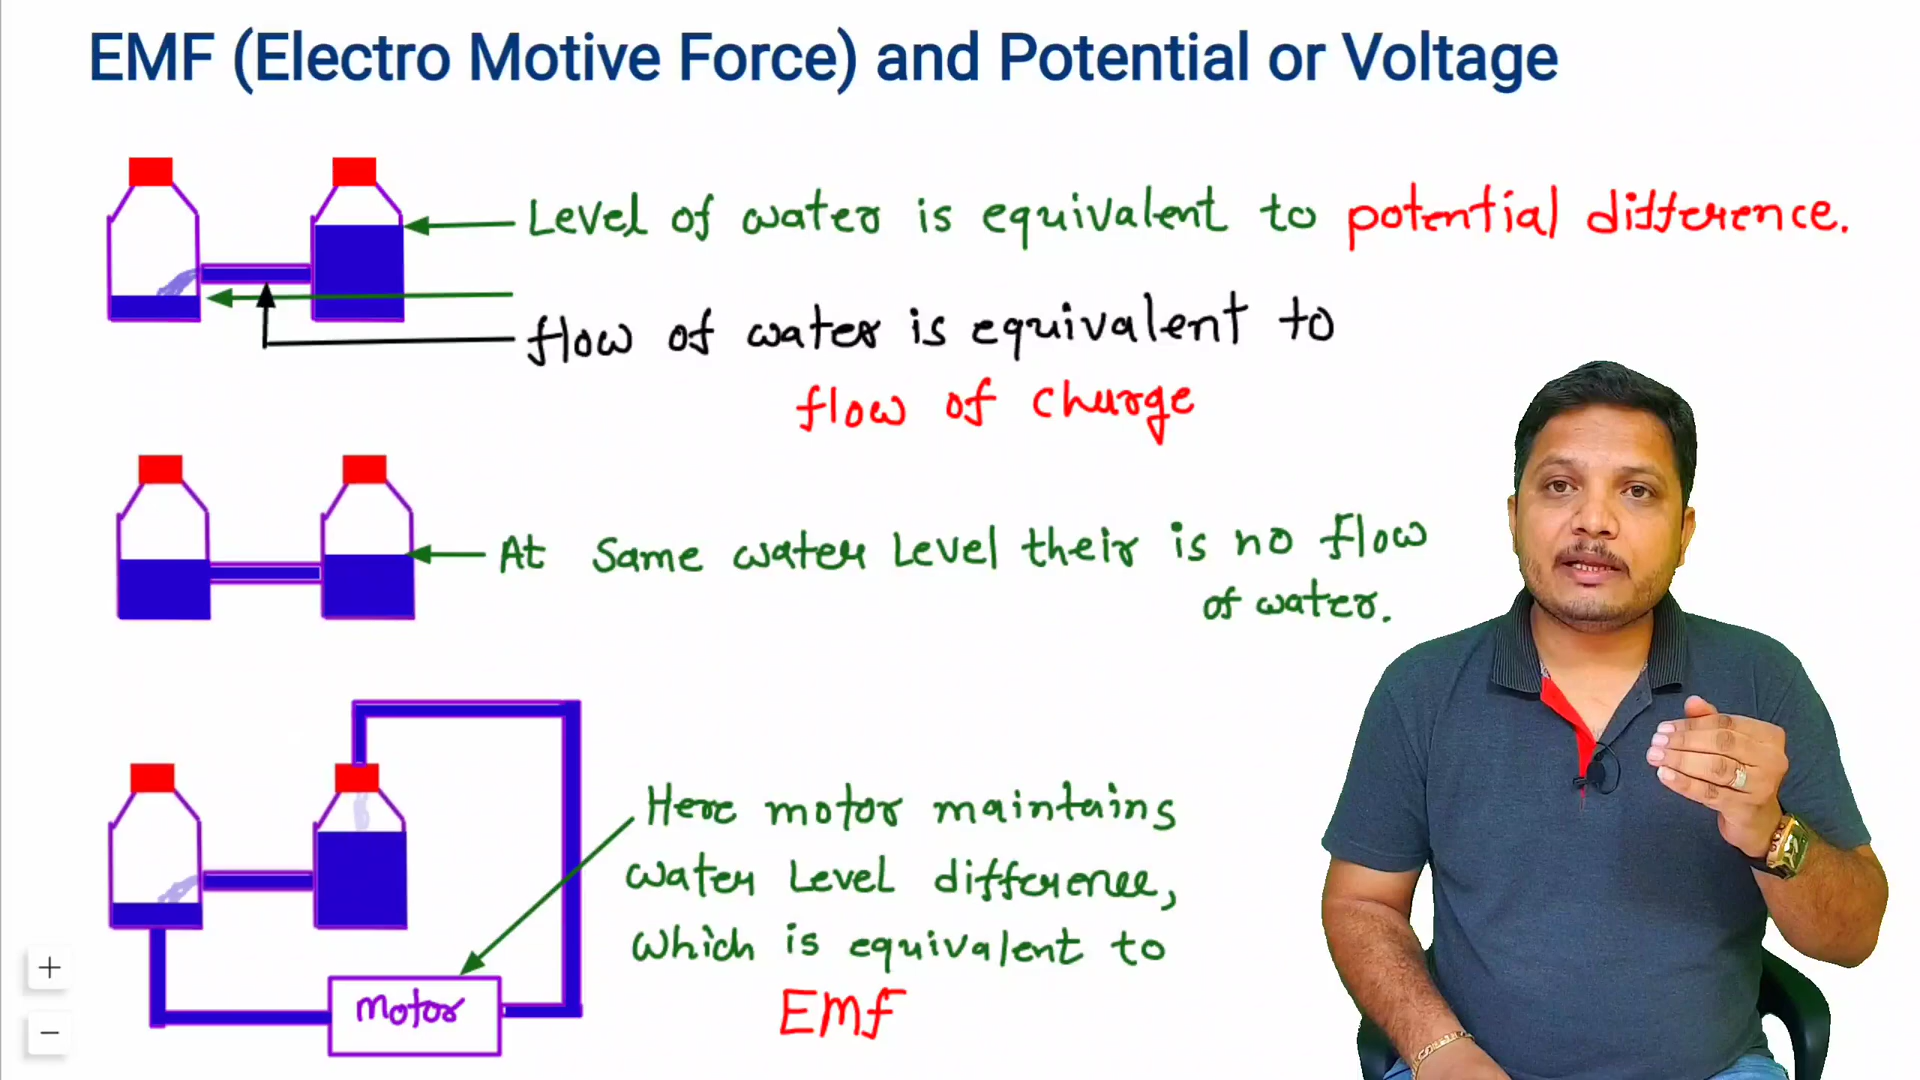 EMF (Electro Motive Force) and Potential or Voltage
Level of water is equivalent to potential difference.
flow of water is equivalent to
flow of churge
At same water Level their is no flow
of water.
Here motor maintains
water Level difference,
which is equivalent to
EMF
motor
+
−